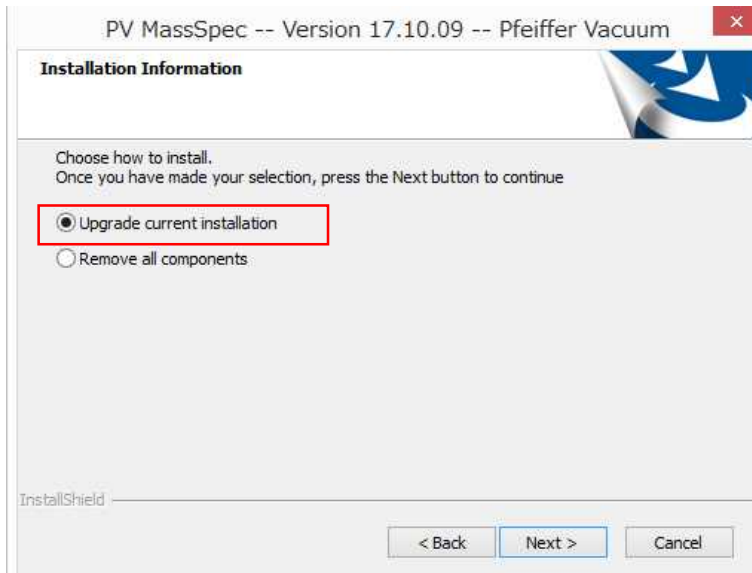 PV MassSpec -- Version 17.10.09 -- Pfeiffer Vacuum
Installation Information
Choose how to install.
Once you have made your selection, press the Next button to continue
Upgrade current installation
Remove all components
InstallShield
< Back
Next >
Cancel